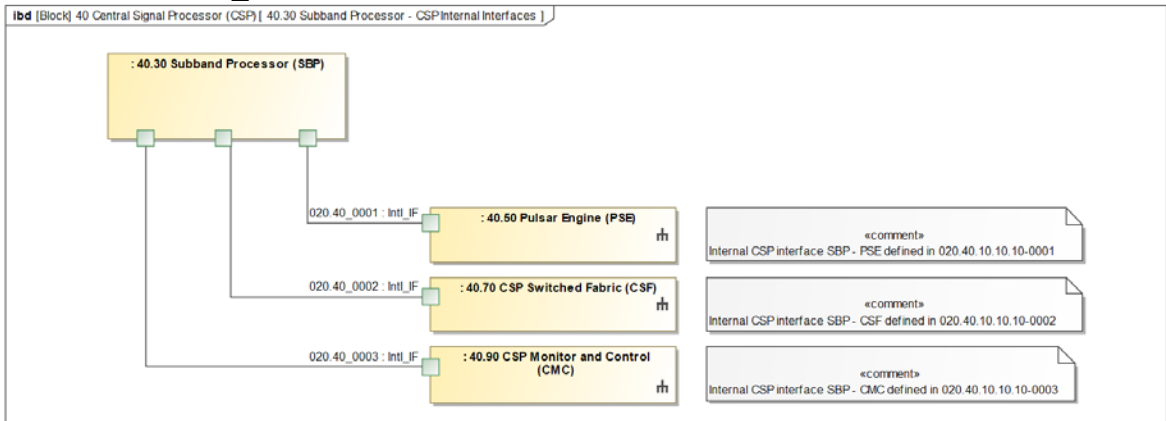 ibd [Block] 40 Central Signal Processor (CSP) [ 40.30 Subband Processor - CSP Internal Interfaces ]
: 40.30 Subband Processor (SBP)
020.40_0001 : Intl_IF
: 40.50 Pulsar Engine (PSE)
«comment»
Internal CSP interface SBP - PSE defined in 020.40.10.10.10-0001
020.40_0002 : Intl_IF
: 40.70 CSP Switched Fabric (CSF)
«comment»
Internal CSP interface SBP - CSF defined in 020.40.10.10.10-0002
020.40_0003 : Intl_IF
: 40.90 CSP Monitor and Control
(CMC)
«comment»
Internal CSP interface SBP - CMC defined in 020.40.10.10.10-0003